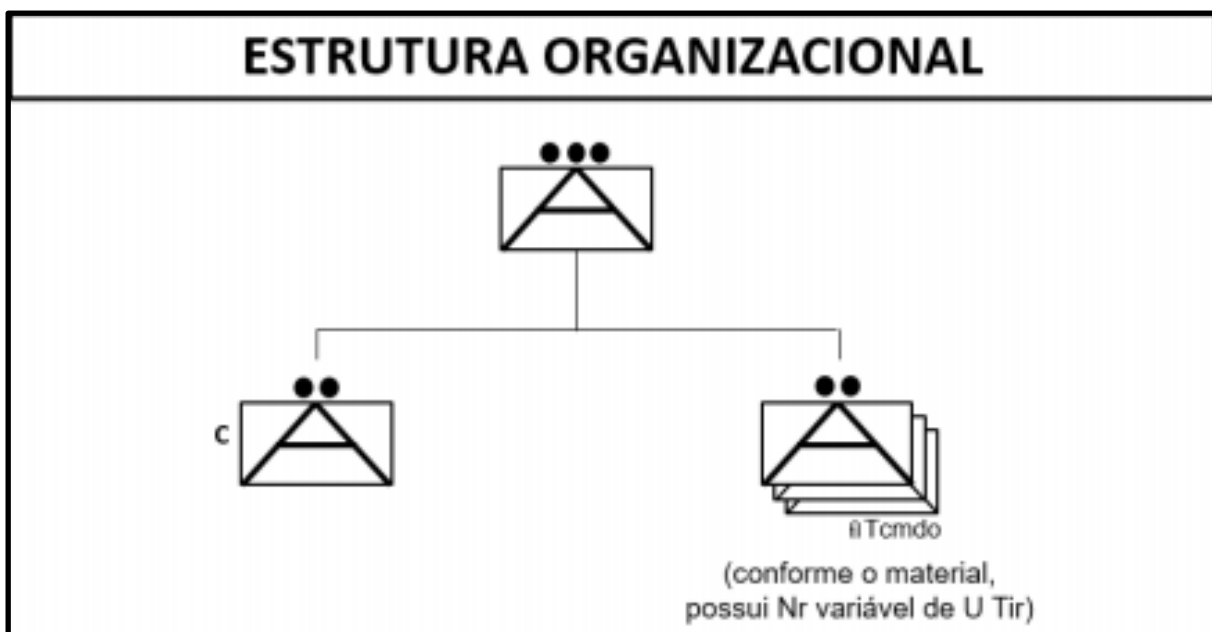 ESTRUTURA ORGANIZACIONAL
C
Tcmdo
(conforme o material,
possui Nr variável de U Tir)